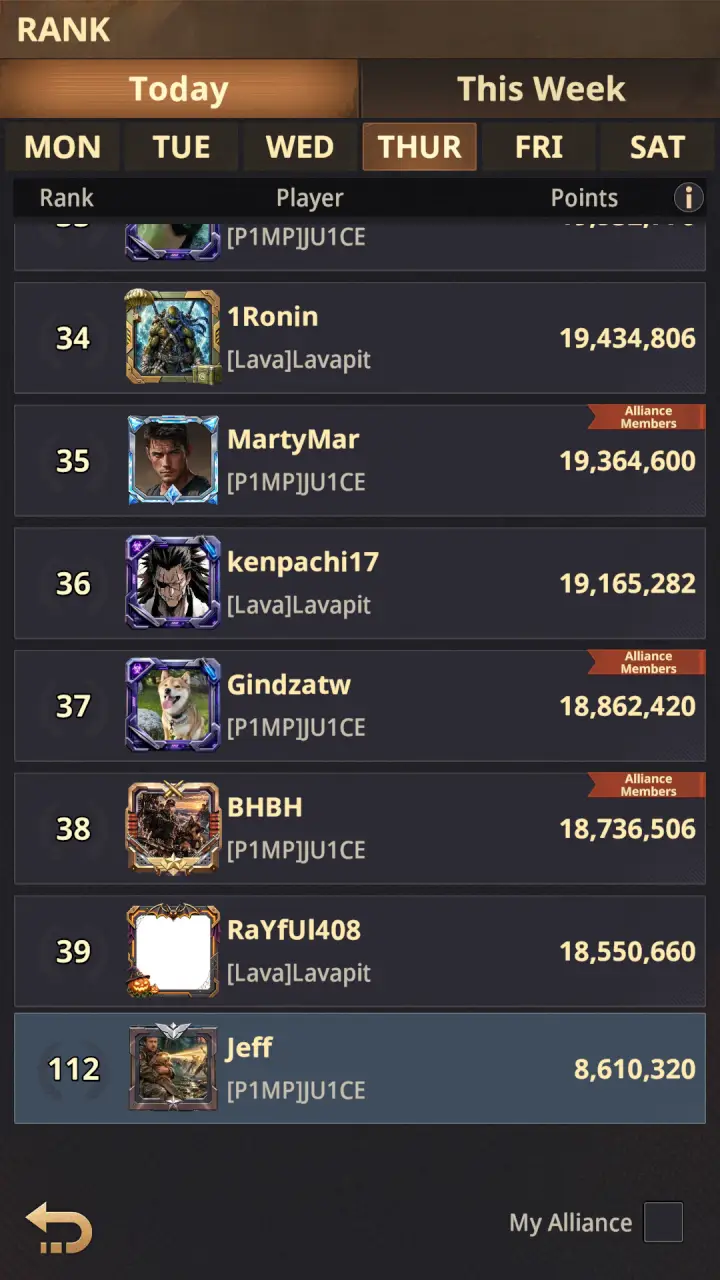 RANK
Today This Week
MON TUE WED THUR FRI SAT
Rank Player Points
[P1MP]JU1CE
34 1Ronin 19,434,806
[Lava]Lavapit
Alliance Members
35 MartyMar 19,364,600
[P1MP]JU1CE
36 kenpachi17 19,165,282
[Lava]Lavapit
Alliance Members
37 Gindzatw 18,862,420
[P1MP]JU1CE
Alliance Members
38 BHBH 18,736,506
[P1MP]JU1CE
39 RaYfUl408 18,550,660
[Lava]Lavapit
112 Jeff 8,610,320
[P1MP]JU1CE
My Alliance